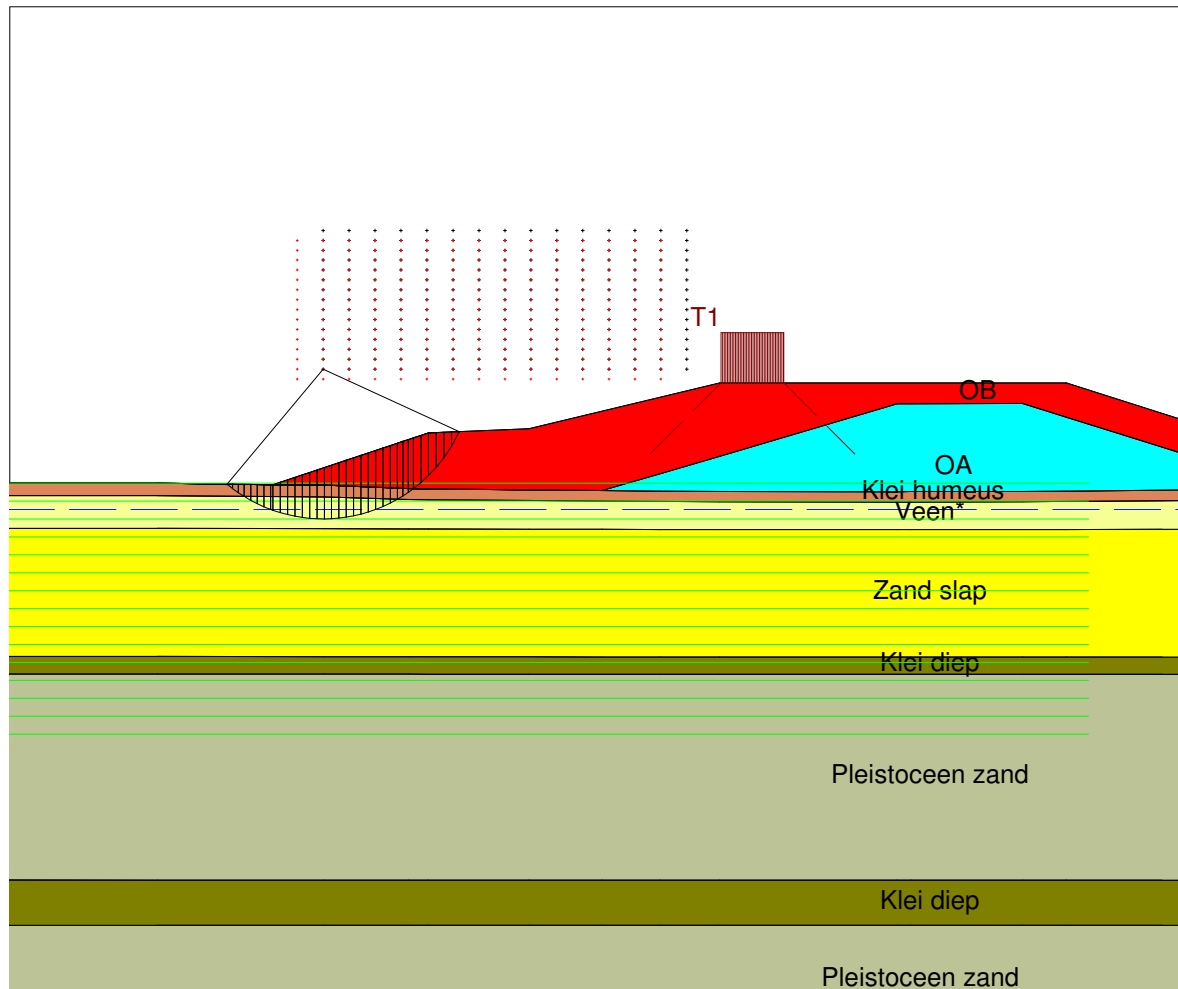 T1
OB
OA
Klei humeus
Veen*
Zand slap
Klei diep
Pleistoceen zand
Klei diep
Pleistoceen zand